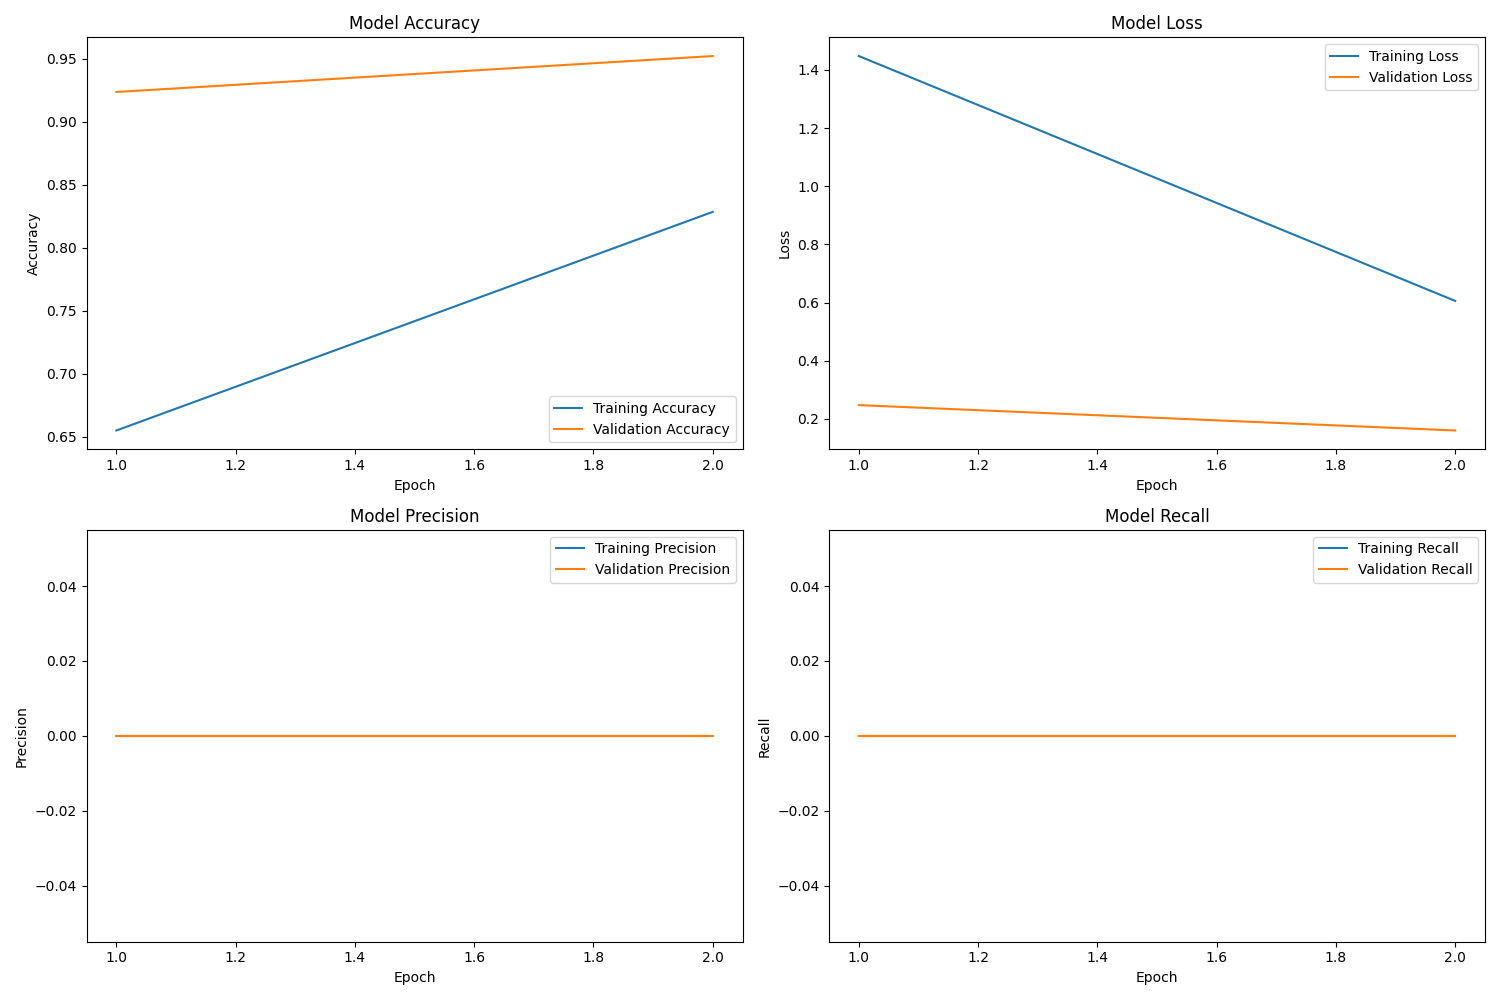 Model Accuracy
0.95
0.90
0.85
0.80
0.75
0.70
0.65
Accuracy
Training Accuracy
Validation Accuracy
1.0 1.2 1.4 1.6 1.8 2.0
Epoch
Model Loss
1.4
1.2
1.0
0.8
0.6
0.4
0.2
Loss
Training Loss
Validation Loss
1.0 1.2 1.4 1.6 1.8 2.0
Epoch
Model Precision
0.04
0.02
0.00
−0.02
−0.04
Precision
Training Precision
Validation Precision
1.0 1.2 1.4 1.6 1.8 2.0
Epoch
Model Recall
0.04
0.02
0.00
−0.02
−0.04
Recall
Training Recall
Validation Recall
1.0 1.2 1.4 1.6 1.8 2.0
Epoch